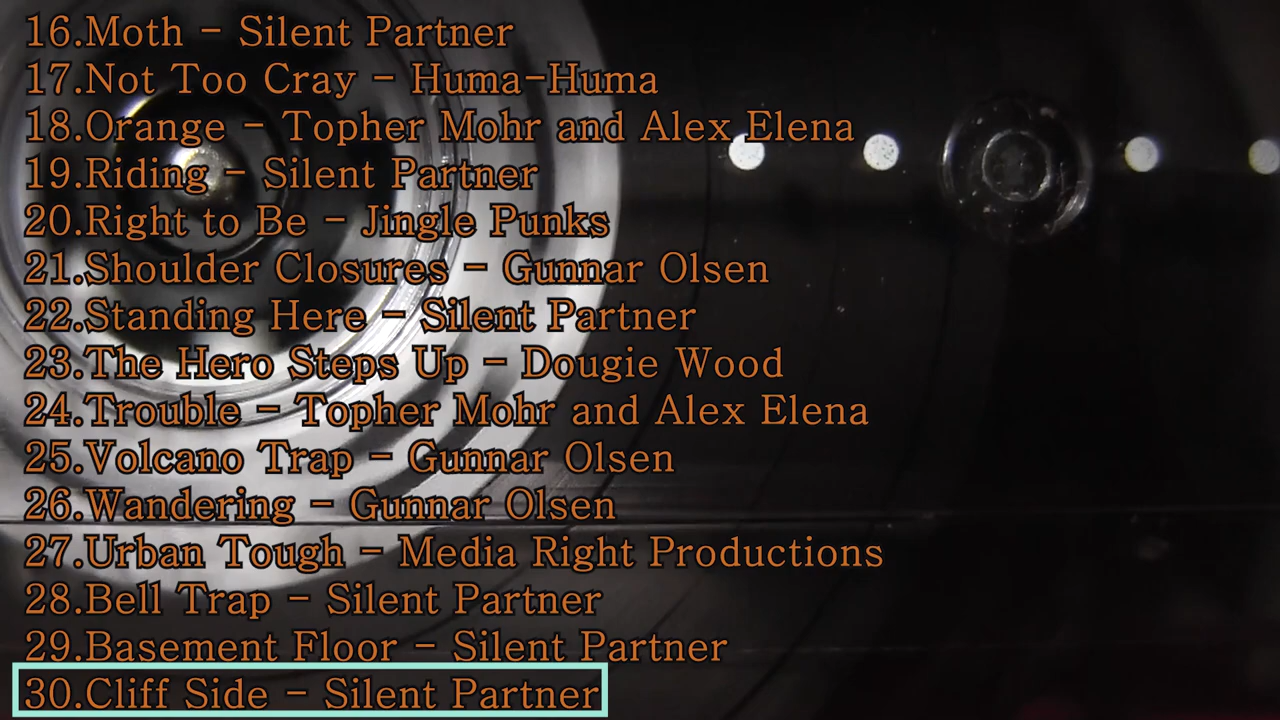 16.Moth - Silent Partner
17.Not Too Cray - Huma-Huma
18.Orange - Topher Mohr and Alex Elena
19.Riding - Silent Partner
20.Right to Be - Jingle Punks
21.Shoulder Closures - Gunnar Olsen
22.Standing Here - Silent Partner
23.The Hero Steps Up - Dougie Wood
24.Trouble - Topher Mohr and Alex Elena
25.Volcano Trap - Gunnar Olsen
26.Wandering - Gunnar Olsen
27.Urban Tough - Media Right Productions
28.Bell Trap - Silent Partner
29.Basement Floor - Silent Partner
30.Cliff Side - Silent Partner